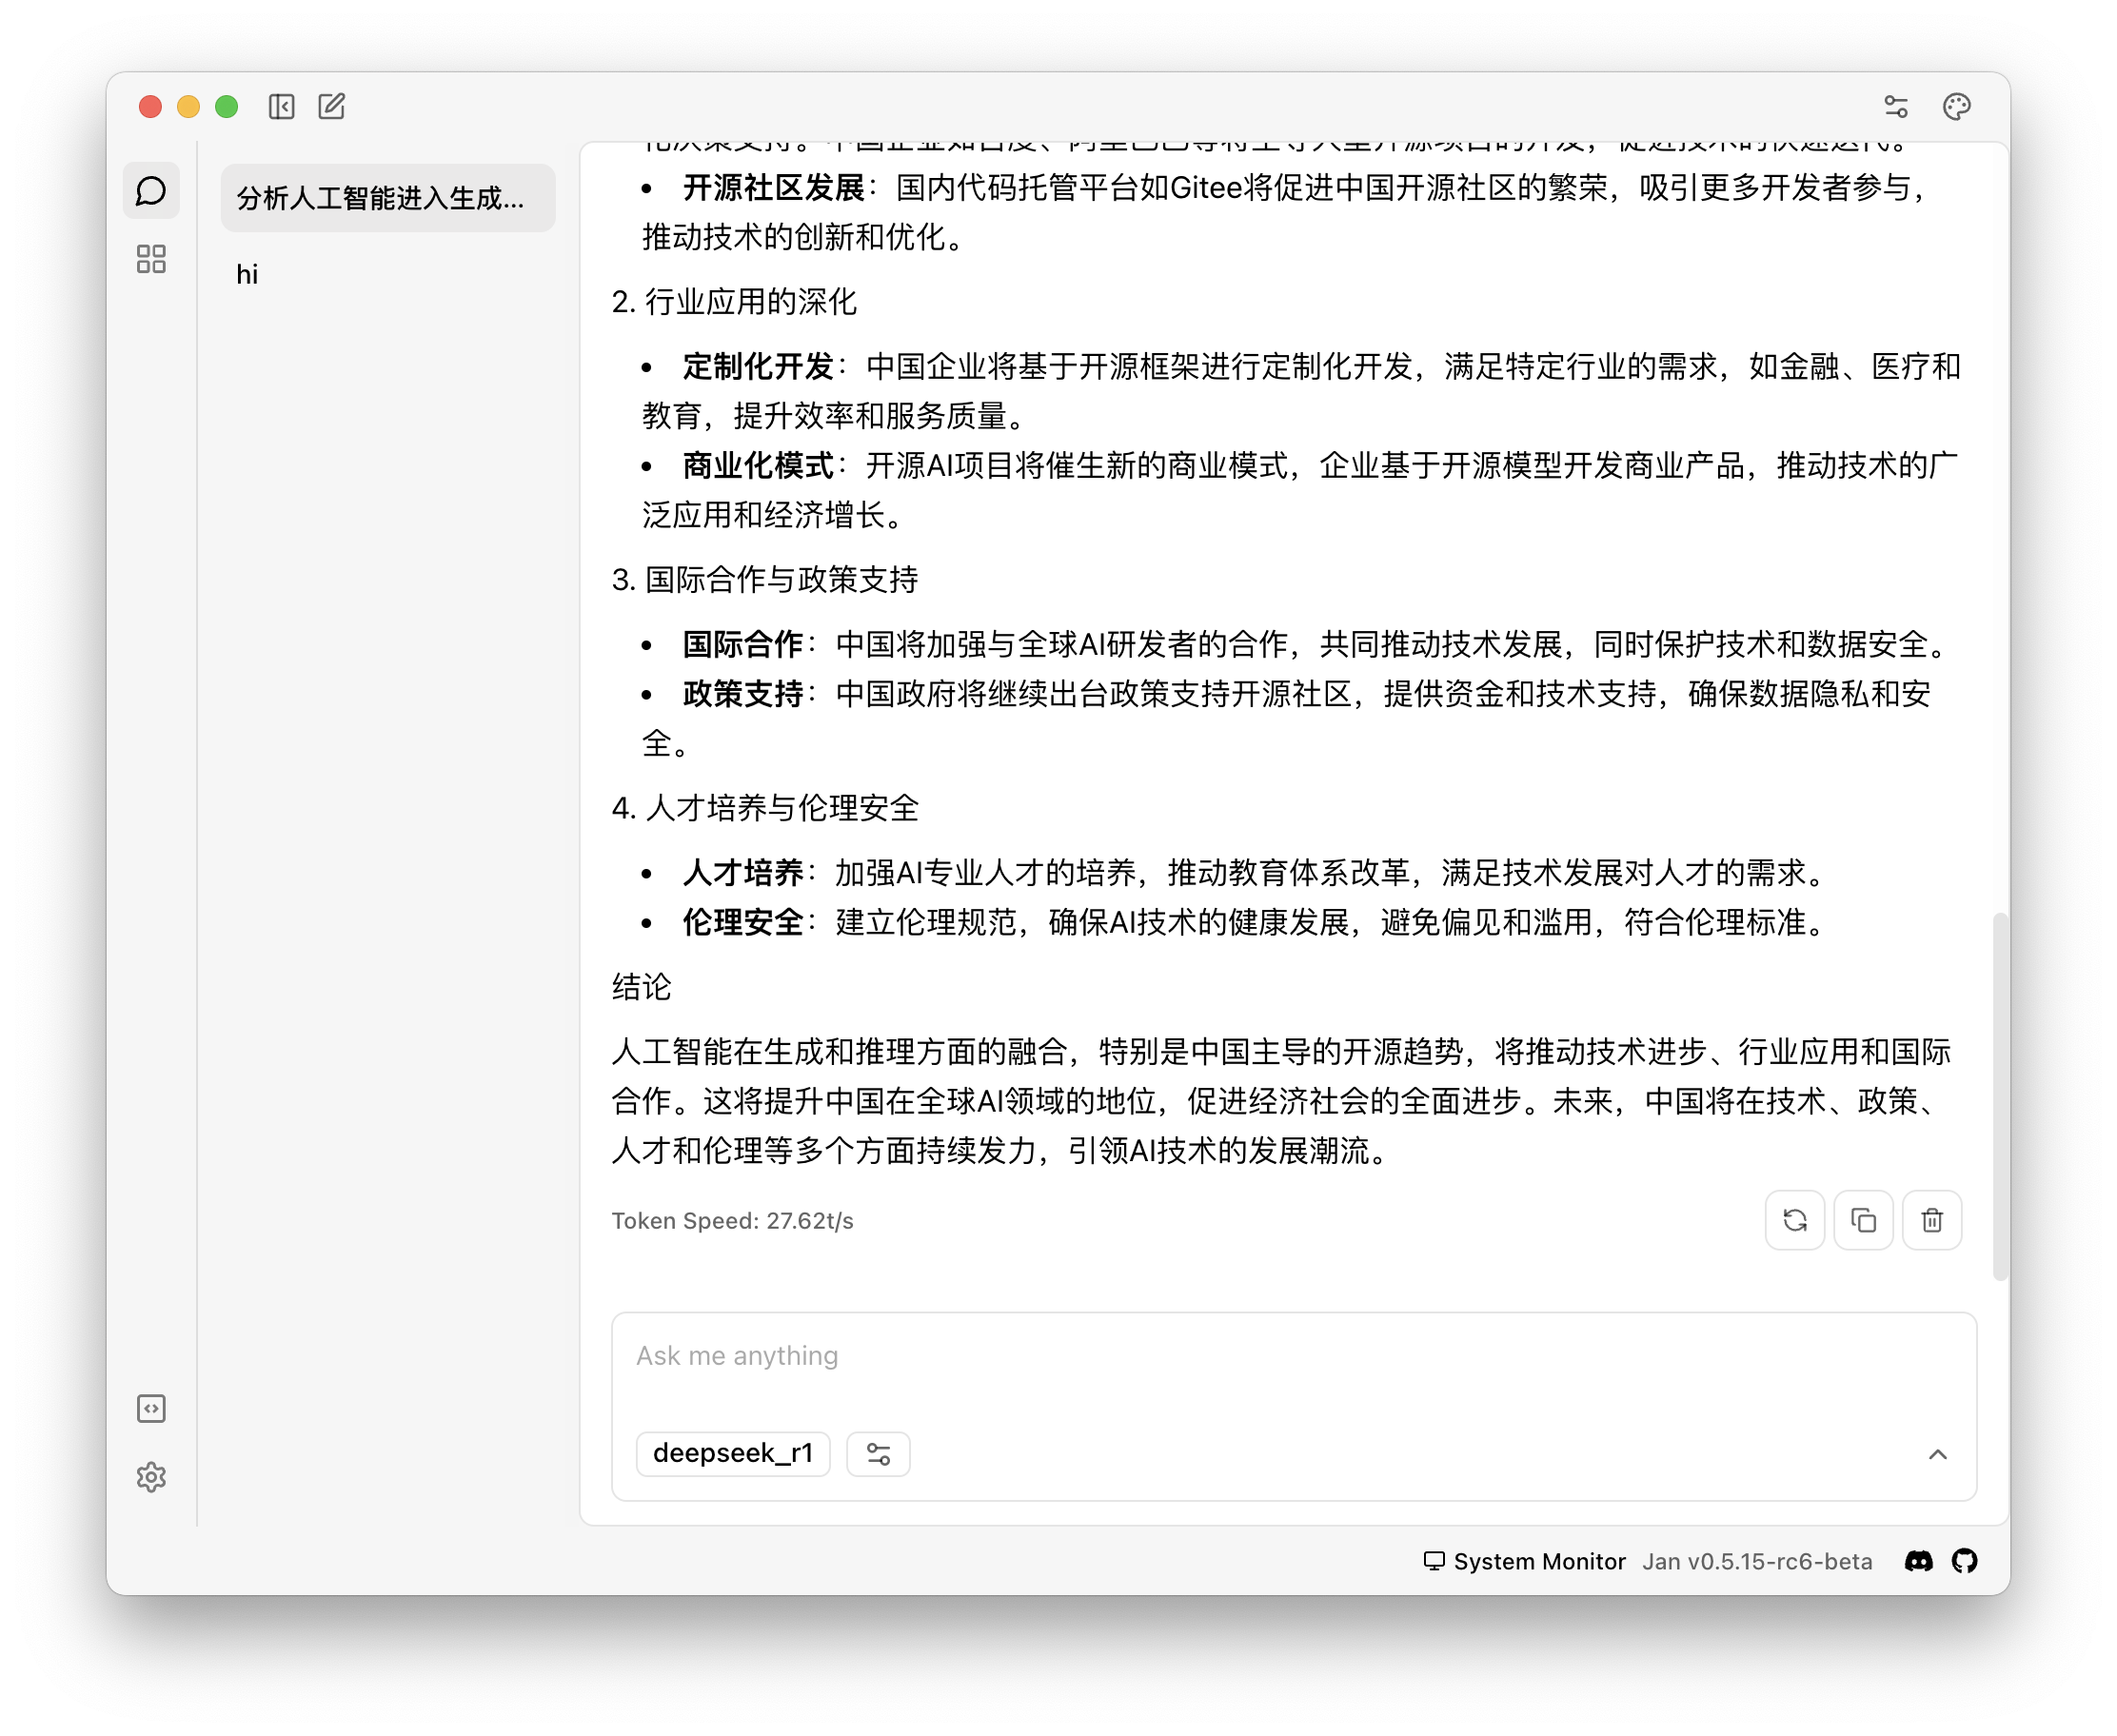 分析人工智能进入生成...
hi
• 开源社区发展：国内代码托管平台如Gitee将促进中国开源社区的繁荣，吸引更多开发者参与，
推动技术的创新和优化。
2. 行业应用的深化
• 定制化开发：中国企业将基于开源框架进行定制化开发，满足特定行业的需求，如金融、医疗和
教育，提升效率和服务质量。
• 商业化模式：开源AI项目将催生新的商业模式，企业基于开源模型开发商业产品，推动技术的广
泛应用和经济增长。
3. 国际合作与政策支持
• 国际合作：中国将加强与全球AI研发者的合作，共同推动技术发展，同时保护技术和数据安全。
• 政策支持：中国政府将继续出台政策支持开源社区，提供资金和技术支持，确保数据隐私和安
全。
4. 人才培养与伦理安全
• 人才培养：加强AI专业人才的培养，推动教育体系改革，满足技术发展对人才的需求。
• 伦理安全：建立伦理规范，确保AI技术的健康发展，避免偏见和滥用，符合伦理标准。
结论
人工智能在生成和推理方面的融合，特别是中国主导的开源趋势，将推动技术进步、行业应用和国际
合作。这将提升中国在全球AI领域的地位，促进经济社会的全面进步。未来，中国将在技术、政策、
人才和伦理等多个方面持续发力，引领AI技术的发展潮流。
Token Speed: 27.62t/s
Ask me anything
deepseek_r1
System Monitor Jan v0.5.15-rc6-beta